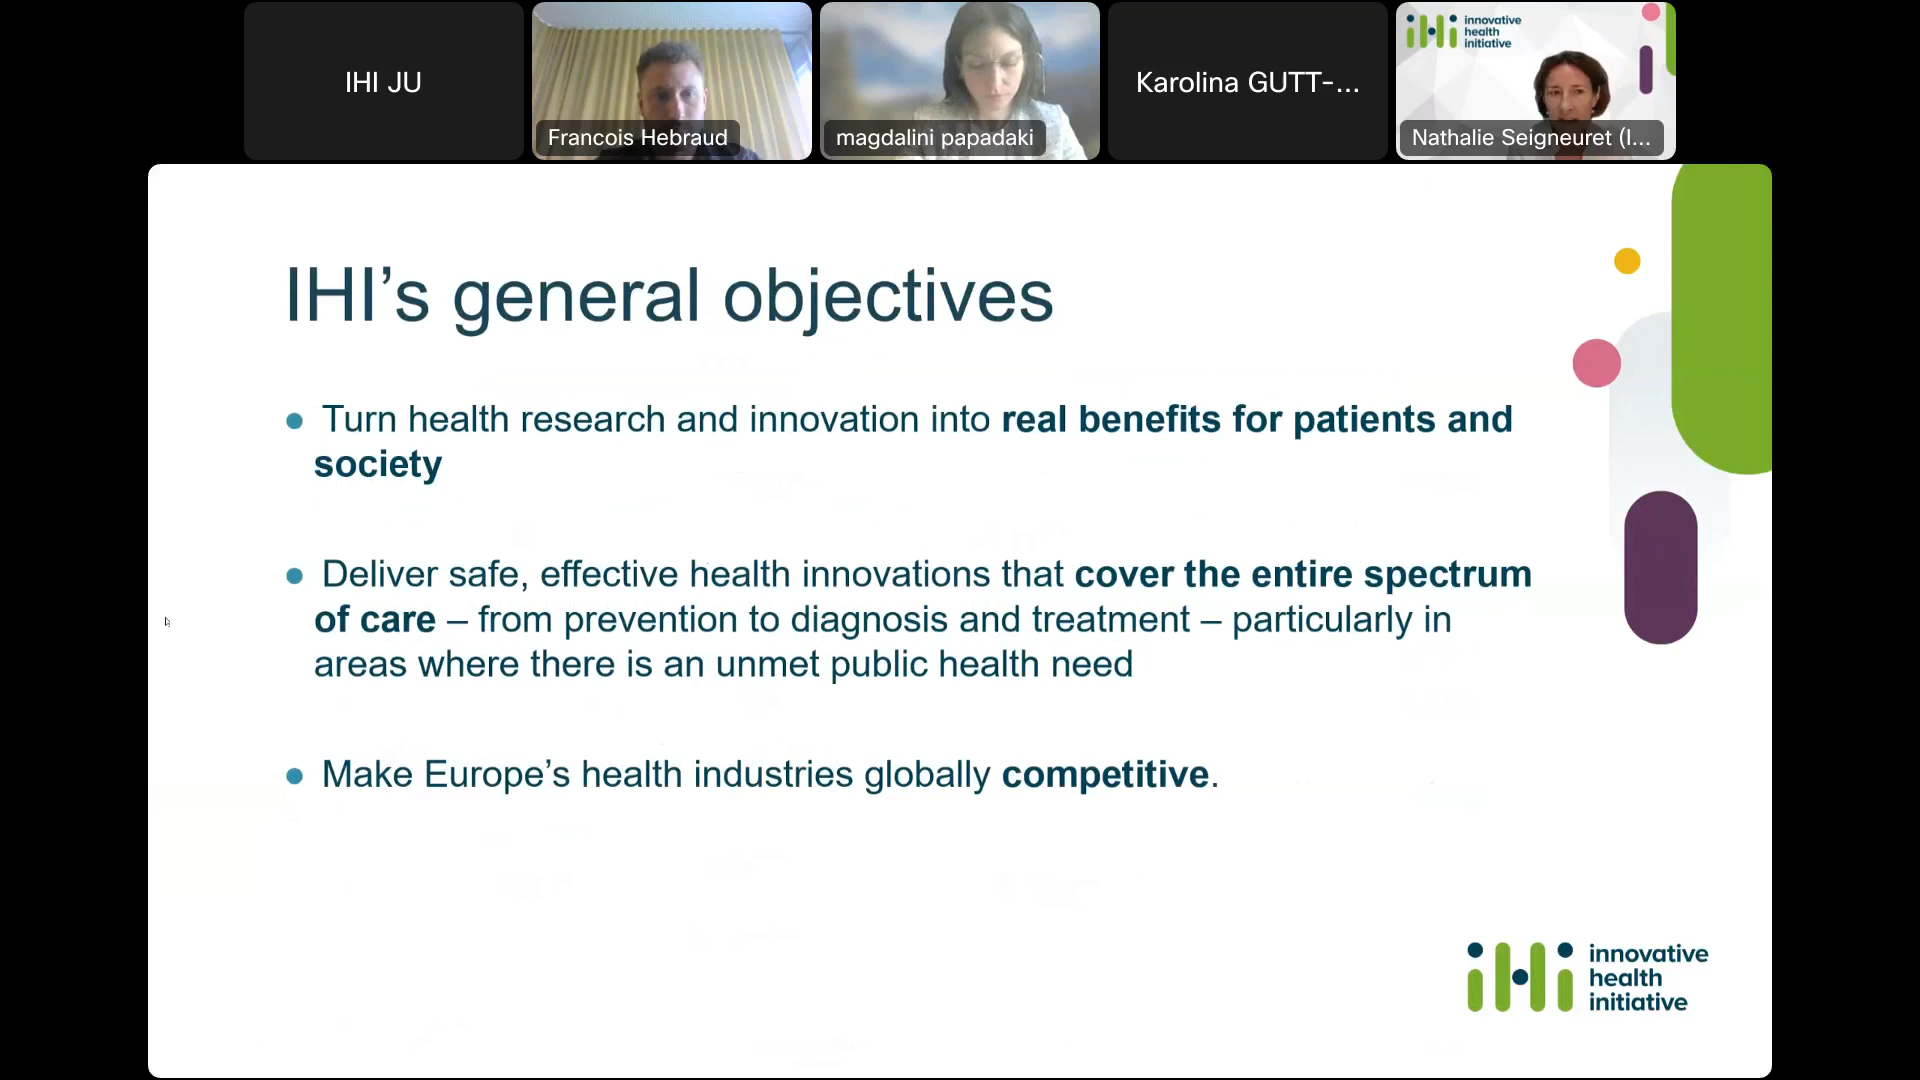 IHI JU
Francois Hebraud
magdalini papadaki
Karolina GUTT-...
innovative
health
initiative
Nathalie Seigneuret (I...
IHI’s general objectives
● Turn health research and innovation into real benefits for patients and
society
● Deliver safe, effective health innovations that cover the entire spectrum
of care – from prevention to diagnosis and treatment – particularly in
areas where there is an unmet public health need
● Make Europe’s health industries globally competitive.
iHi innovative
health
initiative